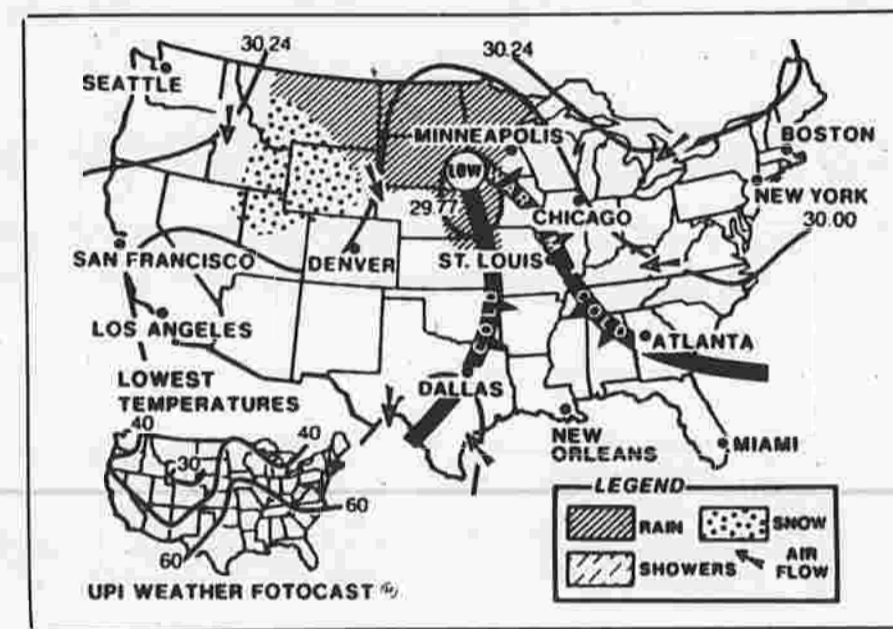 30.24
30.24
SEATTLE
MINNEAPOLIS
BOSTON
LOW
NEW YORK
29.77
CHICAGO
30.00
SAN FRANCISCO
DENVER
ST. LOUIS
COLD
LOS ANGELES
COLD
ATLANTA
LOWEST
TEMPERATURES
DALLAS
NEW
ORLEANS
MIAMI
40
40
30
60
60
LEGEND
RAIN
SNOW
SHOWERS
AIR
FLOW
UPI WEATHER FOTOCAST